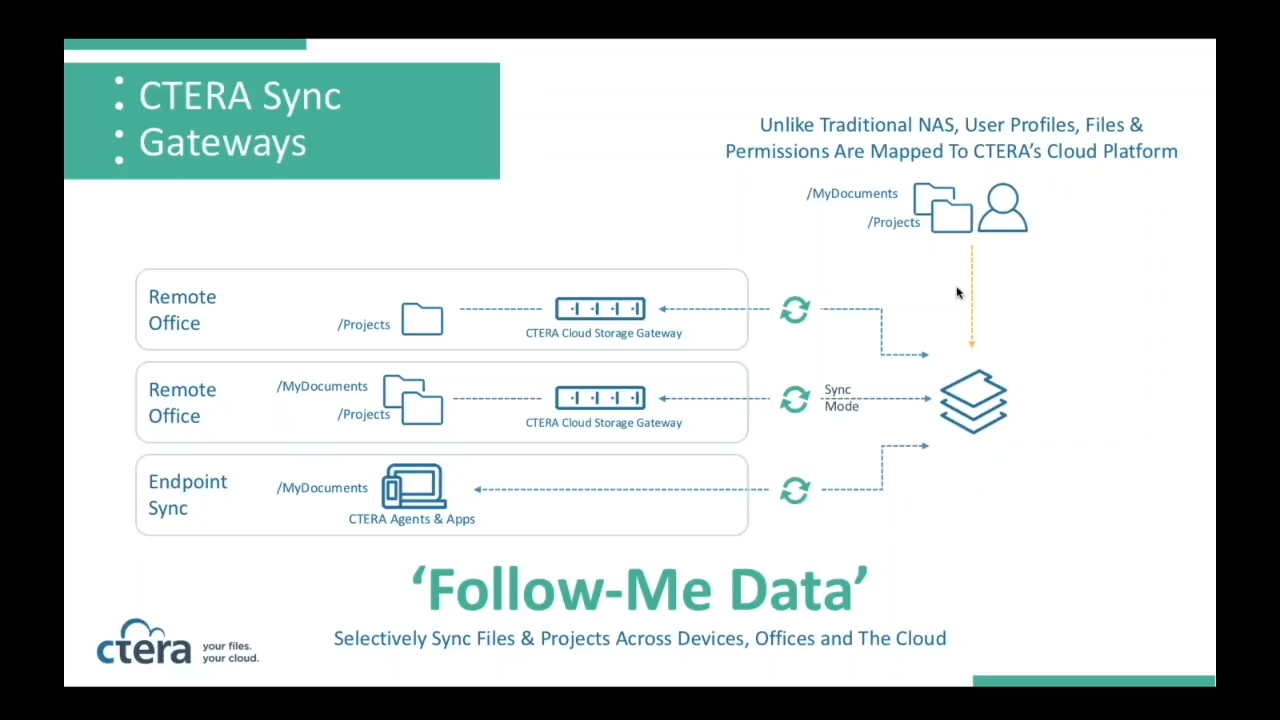 CTERA Sync
Gateways
Unlike Traditional NAS, User Profiles, Files &
Permissions Are Mapped To CTERA’s Cloud Platform
/MyDocuments
/Projects
Remote
Office
/Projects
CTERA Cloud Storage Gateway
Remote
Office
/MyDocuments
/Projects
CTERA Cloud Storage Gateway
Sync
Mode
Endpoint
Sync
/MyDocuments
CTERA Agents & Apps
‘Follow-Me Data’
Selectively Sync Files & Projects Across Devices, Offices and The Cloud
ctera
your files.
your cloud.